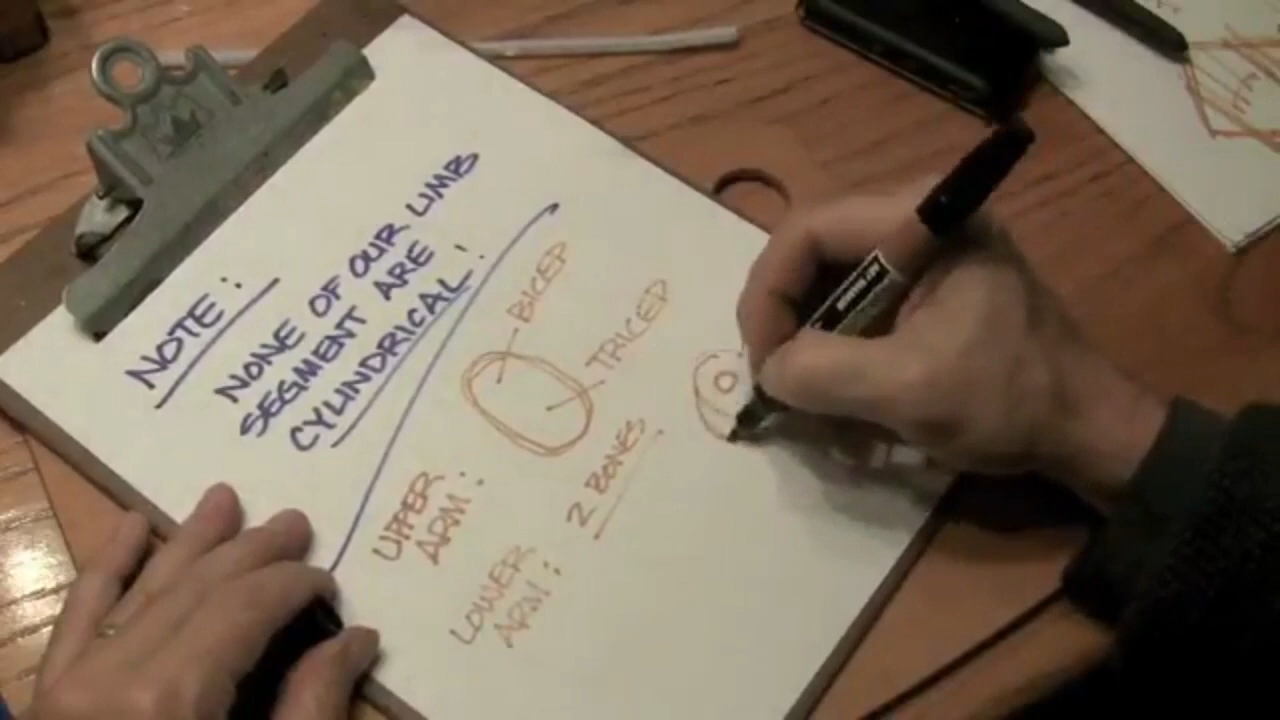 NOTE:
NONE OF OUR LIMB
SEGMENT ARE
CYLINDRICAL!
BICEP
TRICEP
UPPER
ARM:
2 BONES
LOWER
ARM: